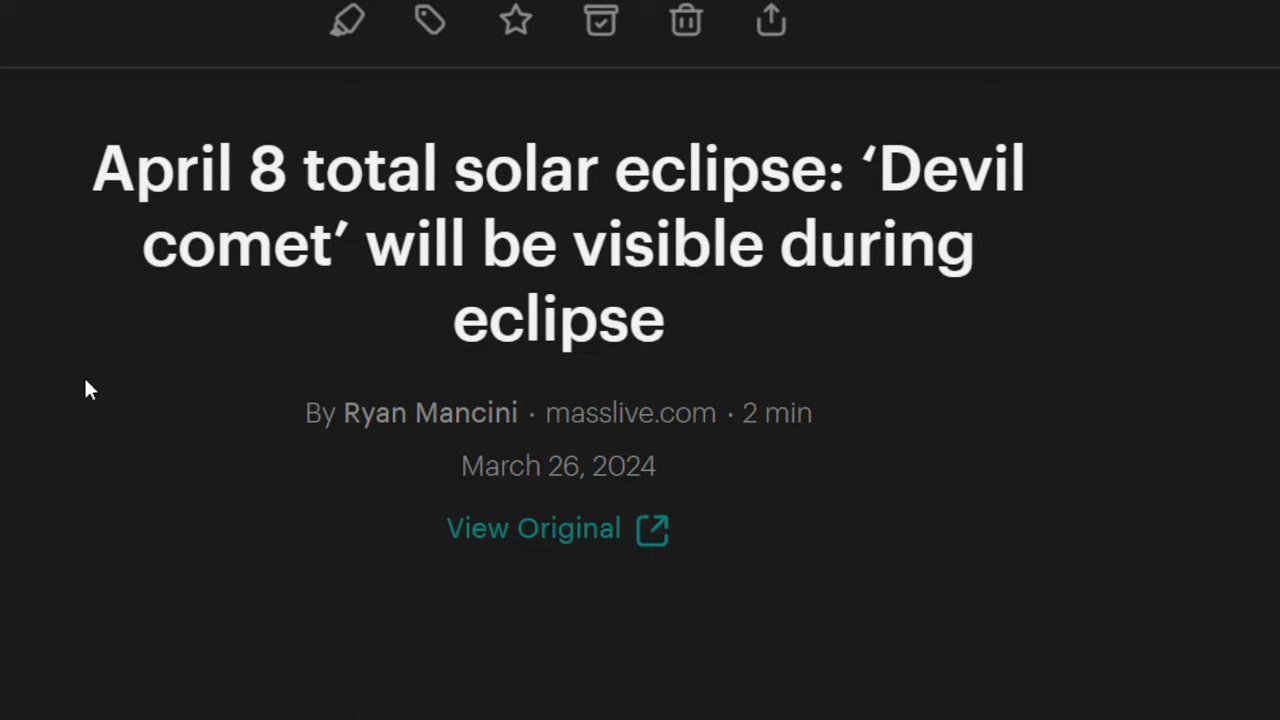 April 8 total solar eclipse: ‘Devil
comet’ will be visible during
eclipse
By Ryan Mancini · masslive.com · 2 min
March 26, 2024
View Original